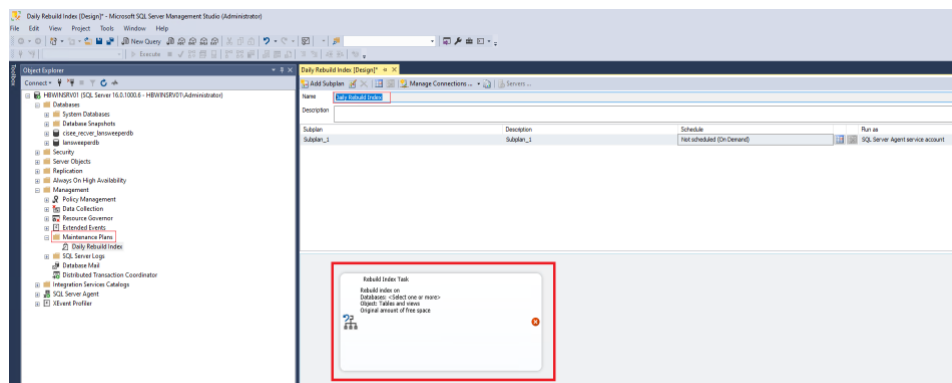 Daily Rebuild Index [Design]* - Microsoft SQL Server Management Studio (Administrator)
File Edit View Project Tools Window Help
New Query
Execute
Toolbox
Object Explorer
Daily Rebuild Index [Design]*
Connect
Add Subplan
Manage Connections ...
Servers ...
HBWINSRV01 (SQL Server 16.0.1000.6 - HBWINSRV01\Administrator)
Databases
System Databases
Database Snapshots
lansweeperdb
Security
Server Objects
Replication
Always On High Availability
Management
Policy Management
Data Collection
Resource Governor
Extended Events
Maintenance Plans
Daily Rebuild Index
SQL Server Logs
Database Mail
Distributed Transaction Coordinator
Integration Services Catalogs
SQL Server Agent
XEvent Profiler
Name Daily Rebuild Index
Description
Subplan Description Schedule Run as
Subplan_1 Subplan_1 Not scheduled (On Demand) SQL Server Agent service account
Rebuild Index Task
Rebuild index on
Databases: <Select one or more>
Object: Tables and views
Original amount of free space